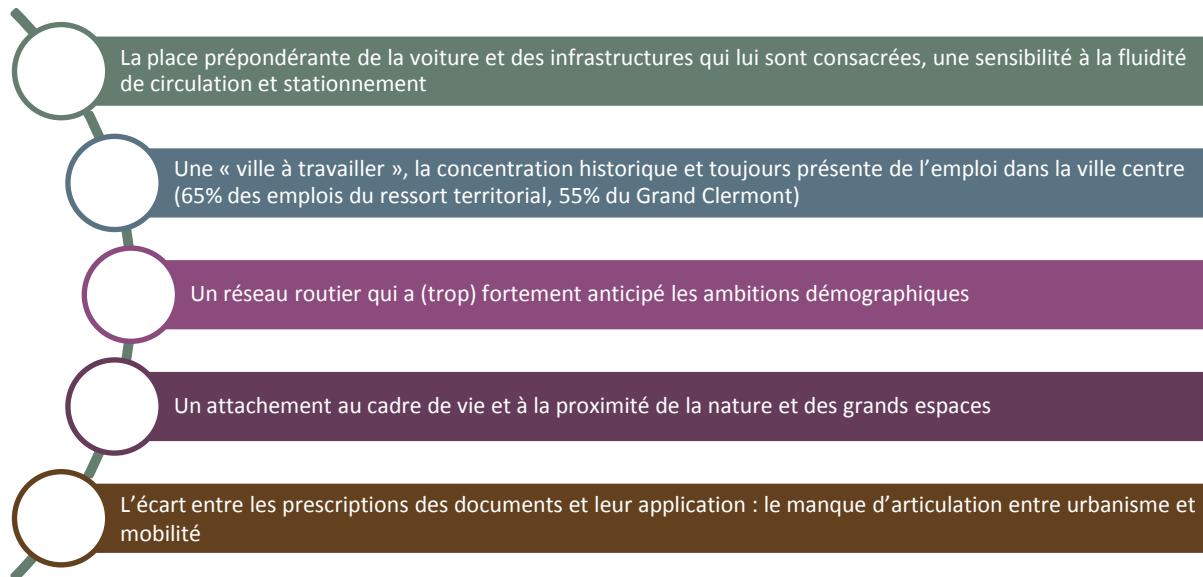 La place prépondérante de la voiture et des infrastructures qui lui sont consacrées, une sensibilité à la fluidité
de circulation et stationnement
Une « ville à travailler », la concentration historique et toujours présente de l’emploi dans la ville centre
(65% des emplois du ressort territorial, 55% du Grand Clermont)
Un réseau routier qui a (trop) fortement anticipé les ambitions démographiques
Un attachement au cadre de vie et à la proximité de la nature et des grands espaces
L’écart entre les prescriptions des documents et leur application : le manque d’articulation entre urbanisme et
mobilité